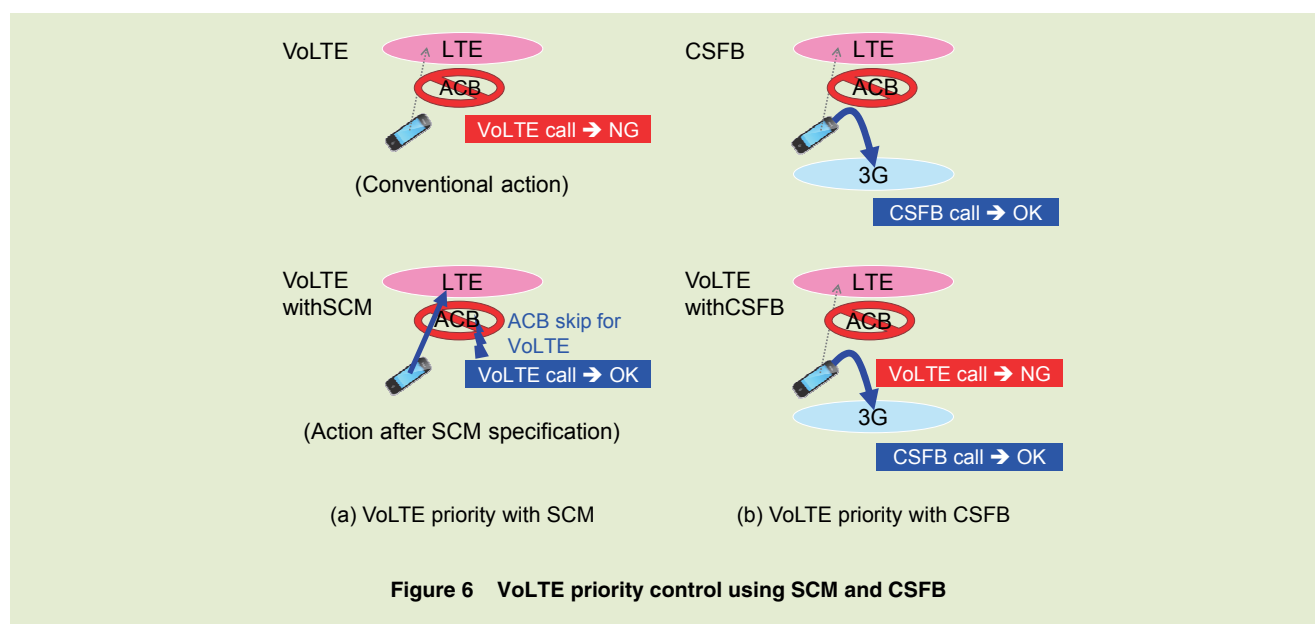 VoLTE
LTE
ACB
VoLTE call ➔ NG
(Conventional action)
VoLTE
withSCM
LTE
ACB
ACB skip for
VoLTE
VoLTE call ➔ OK
(Action after SCM specification)
(a) VoLTE priority with SCM
CSFB
LTE
ACB
3G
CSFB call ➔ OK
VoLTE
withCSFB
LTE
ACB
VoLTE call ➔ NG
3G
CSFB call ➔ OK
(b) VoLTE priority with CSFB
Figure 6 VoLTE priority control using SCM and CSFB